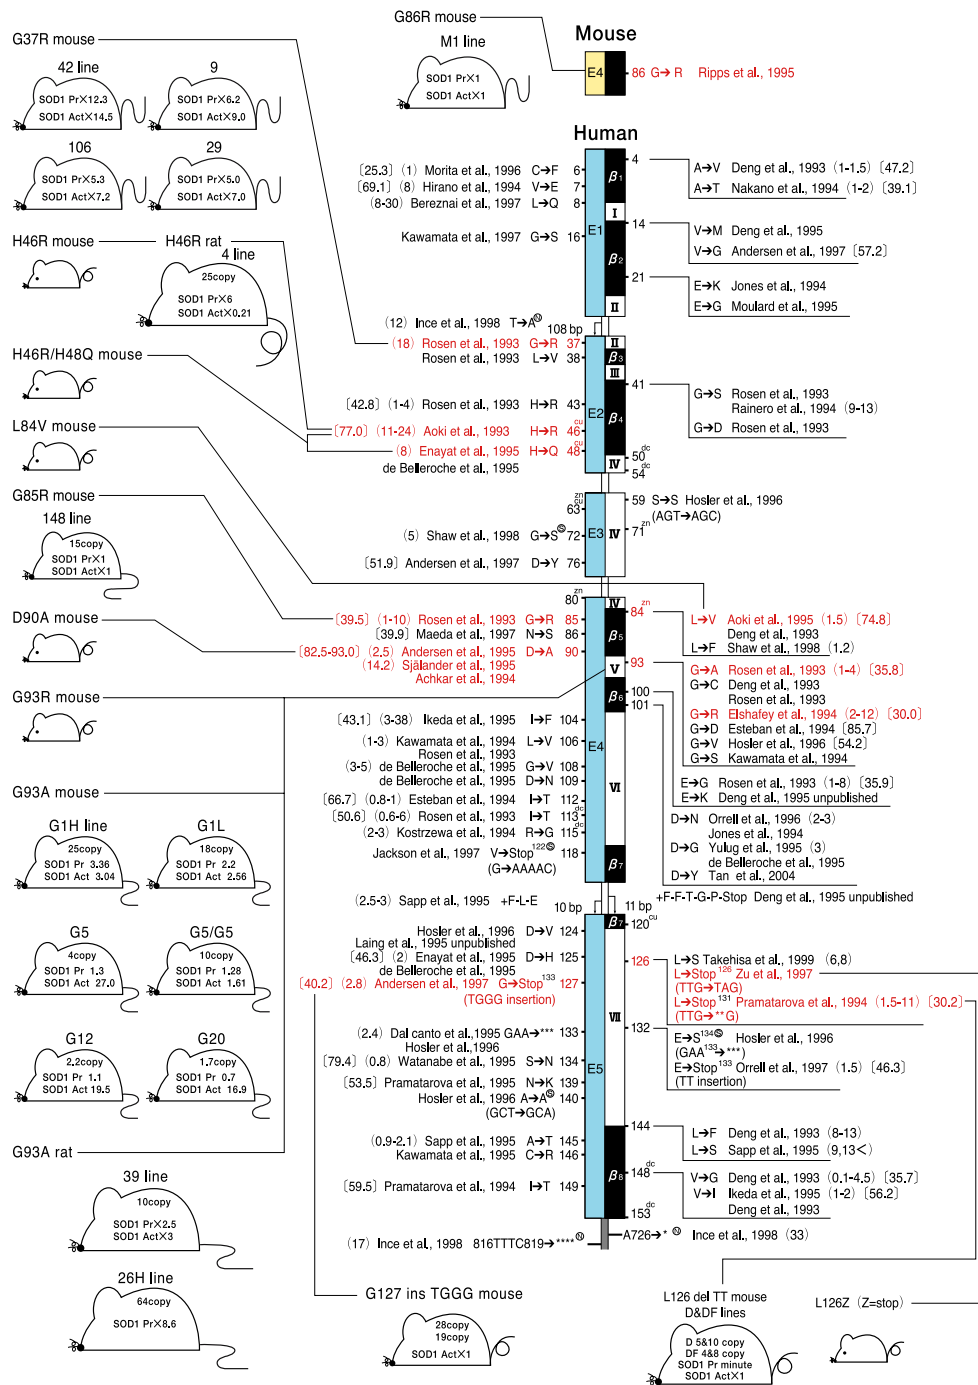 G86R mouse
M1 line
SOD1 Pr×1
SOD1 Act×1
Mouse
E4
86 G→R Ripps et al., 1995
G37R mouse
42 line
SOD1 Pr×12.3
SOD1 Act×14.5
9
SOD1 Pr×6.2
SOD1 Act×9.0
106
SOD1 Pr×5.3
SOD1 Act×7.2
29
SOD1 Pr×5.0
SOD1 Act×7.0
H46R mouse
H46R rat
4 line
25copy
SOD1 Pr×6
SOD1 Act×0.21
H46R/H48Q mouse
L84V mouse
G85R mouse
148 line
15copy
SOD1 Pr×1
SOD1 Act×1
D90A mouse
G93R mouse
G93A mouse
G1H line
25copy
SOD1 Pr 3.36
SOD1 Act 3.04
G1L
18copy
SOD1 Pr 2.2
SOD1 Act 2.56
G5
4copy
SOD1 Pr 1.3
SOD1 Act 27.0
G5/G5
10copy
SOD1 Pr 1.28
SOD1 Act 1.61
G12
2.2copy
SOD1 Pr 1.1
SOD1 Act 19.5
G20
1.7copy
SOD1 Pr 0.7
SOD1 Act 16.9
G93A rat
39 line
10copy
SOD1 Pr×2.5
SOD1 Act×3
26H line
64copy
SOD1 Pr×8.6
Human
[25.3] (1) Morita et al., 1996 C→F 6
[69.1] (8) Hirano et al., 1994 V→E 7
(8-30) Bereznai et al., 1997 L→Q 8
Kawamata et al., 1997 G→S 16
(12) Ince et al., 1998 T→A Ⓝ
108 bp
(18) Rosen et al., 1993 G→R 37
Rosen et al., 1993 L→V 38
[42.8] (1-4) Rosen et al., 1993 H→R 43
[77.0] (11-24) Aoki et al., 1993 H→R 46 cu
(8) Enayat et al., 1995 H→Q 48 cu
de Belleroche et al., 1995
zn
cu
63
(5) Shaw et al., 1998 G→S Ⓢ 72
[51.9] Andersen et al., 1997 D→Y 76
80 zn
[39.5] (1-10) Rosen et al., 1993 G→R 85
[39.9] Maeda et al., 1997 N→S 86
[82.5-93.0] (2.5) Andersen et al., 1995 D→A 90
(14.2) Själander et al., 1995
Achkar et al., 1994
[43.1] (3-38) Ikeda et al., 1995 I→F 104
(1-3) Kawamata et al., 1994 L→V 106
Rosen et al., 1993
(3-5) de Belleroche et al., 1995 G→V 108
de Belleroche et al., 1995 D→N 109
[66.7] (0.8-1) Esteban et al., 1994 I→T 112
[50.6] (0.6-6) Rosen et al., 1993 I→T 113 dc
(2-3) Kostrzewa et al., 1994 R→G 115 dc
Jackson et al., 1997 V→Stop 122 Ⓢ 118
(G→AAAAC)
(2.5-3) Sapp et al., 1995 +F-L-E
10 bp
11 bp
Hosler et al., 1996 D→V 124
Laing et al., 1995 unpublished
[46.3] (2) Enayat et al., 1995 D→H 125
de Belleroche et al., 1995
[40.2] (2.8) Andersen et al., 1997 G→Stop 133 127
(TGGG insertion)
(2.4) Dal canto et al., 1995 GAA→*** 133
Hosler et al.,1996
[79.4] (0.8) Watanabe et al., 1995 S→N 134
[53.5] Pramatarova et al., 1995 N→K 139
Hosler et al., 1996 A→A Ⓢ 140
(GCT→GCA)
(0.9-2.1) Sapp et al., 1995 A→T 145
Kawamata et al., 1995 C→R 146
[59.5] Pramatarova et al., 1994 I→T 149
(17) Ince et al., 1998 816TTTC819→**** Ⓝ
E1
E2
E3
E4
E5
β1
I
β2
II
II
β3
III
β4
IV
IV
IV
β5
V
β6
VI
β7
β7
VII
β8
4
A→V Deng et al., 1993 (1-1.5) [47.2]
A→T Nakano et al., 1994 (1-2) [39.1]
14
V→M Deng et al., 1995
V→G Andersen et al., 1997 [57.2]
21
E→K Jones et al., 1994
E→G Moulard et al., 1995
41
G→S Rosen et al., 1993
Rainero et al., 1994 (9-13)
G→D Rosen et al., 1993
50 dc
54 dc
59 S→S Hosler et al., 1996
(AGT→AGC)
71 zn
84 zn
L→V Aoki et al., 1995 (1.5) [74.8]
Deng et al., 1993
L→F Shaw et al., 1998 (1.2)
93
G→A Rosen et al., 1993 (1-4) [35.8]
G→C Deng et al., 1993
Rosen et al., 1993
G→R Elshafey et al., 1994 (2-12) [30.0]
G→D Esteban et al., 1994 [85.7]
G→V Hosler et al., 1996 [54.2]
G→S Kawamata et al., 1994
100
E→G Rosen et al., 1993 (1-8) [35.9]
E→K Deng et al., 1995 unpublished
101
D→N Orrell et al., 1996 (2-3)
Jones et al., 1994
D→G Yulug et al., 1995 (3)
de Belleroche et al., 1995
D→Y Tan et al., 2004
+F-F-T-G-P-Stop Deng et al., 1995 unpublished
120 cu
126
L→S Takehisa et al., 1999 (6,8)
L→Stop 126 Zu et al., 1997
(TTG→TAG)
L→Stop 131 Pramatarova et al., 1994 (1.5-11) [30.2]
(TTG→**G)
132
E→S 134 Ⓢ Hosler et al., 1996
(GAA 133→***)
E→Stop 133 Orrell et al., 1997 (1.5) [46.3]
(TT insertion)
144
L→F Deng et al., 1993 (8-13)
L→S Sapp et al., 1995 (9,13<)
148 dc
V→G Deng et al., 1993 (0.1-4.5) [35.7]
V→I Ikeda et al., 1995 (1-2) [56.2]
Deng et al., 1993
153 dc
A726→* Ⓝ Ince et al., 1998 (33)
G127 ins TGGG mouse
28copy
19copy
SOD1 Act×1
L126 del TT mouse
D&DF lines
D 5&10 copy
DF 4&8 copy
SOD1 Pr minute
SOD1 Act×1
L126Z (Z=stop)